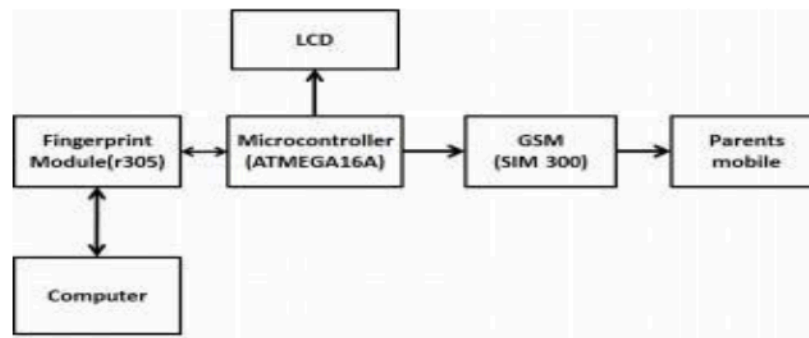 LCD
Fingerprint
Module(r305)
Microcontroller
(ATMEGA16A)
GSM
(SIM 300)
Parents
mobile
Computer